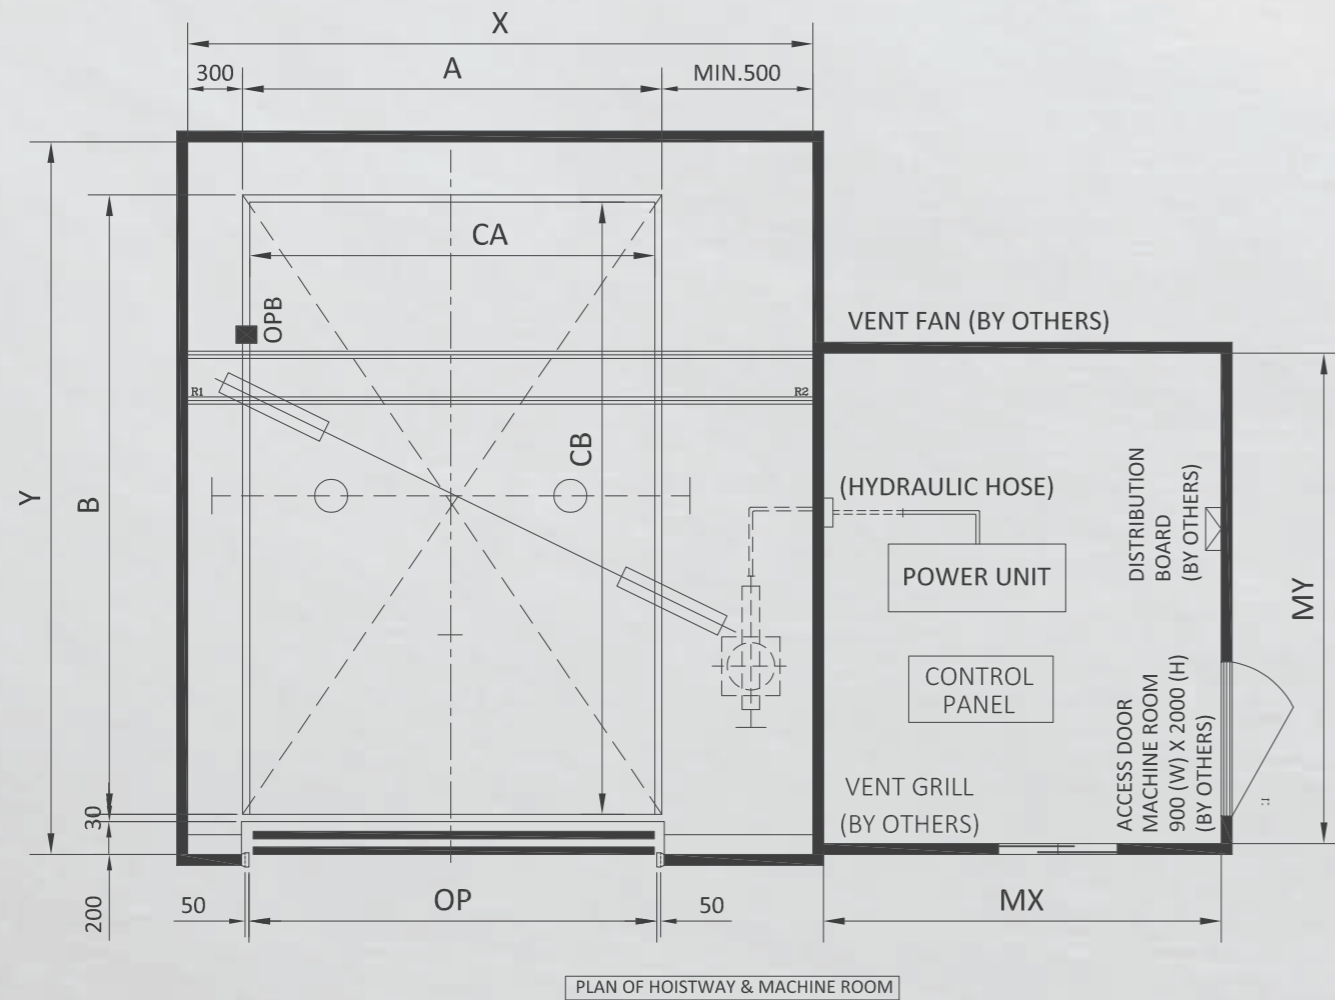 X
300
A
MIN.500
CA
OPB
VENT FAN (BY OTHERS)
R1
R2
Y
B
CB
(HYDRAULIC HOSE)
DISTRIBUTION
BOARD
(BY OTHERS)
POWER UNIT
MY
CONTROL
PANEL
ACCESS DOOR
MACHINE ROOM
900 (W) X 2000 (H)
(BY OTHERS)
VENT GRILL
(BY OTHERS)
30
200
50
OP
50
MX
PLAN OF HOISTWAY & MACHINE ROOM